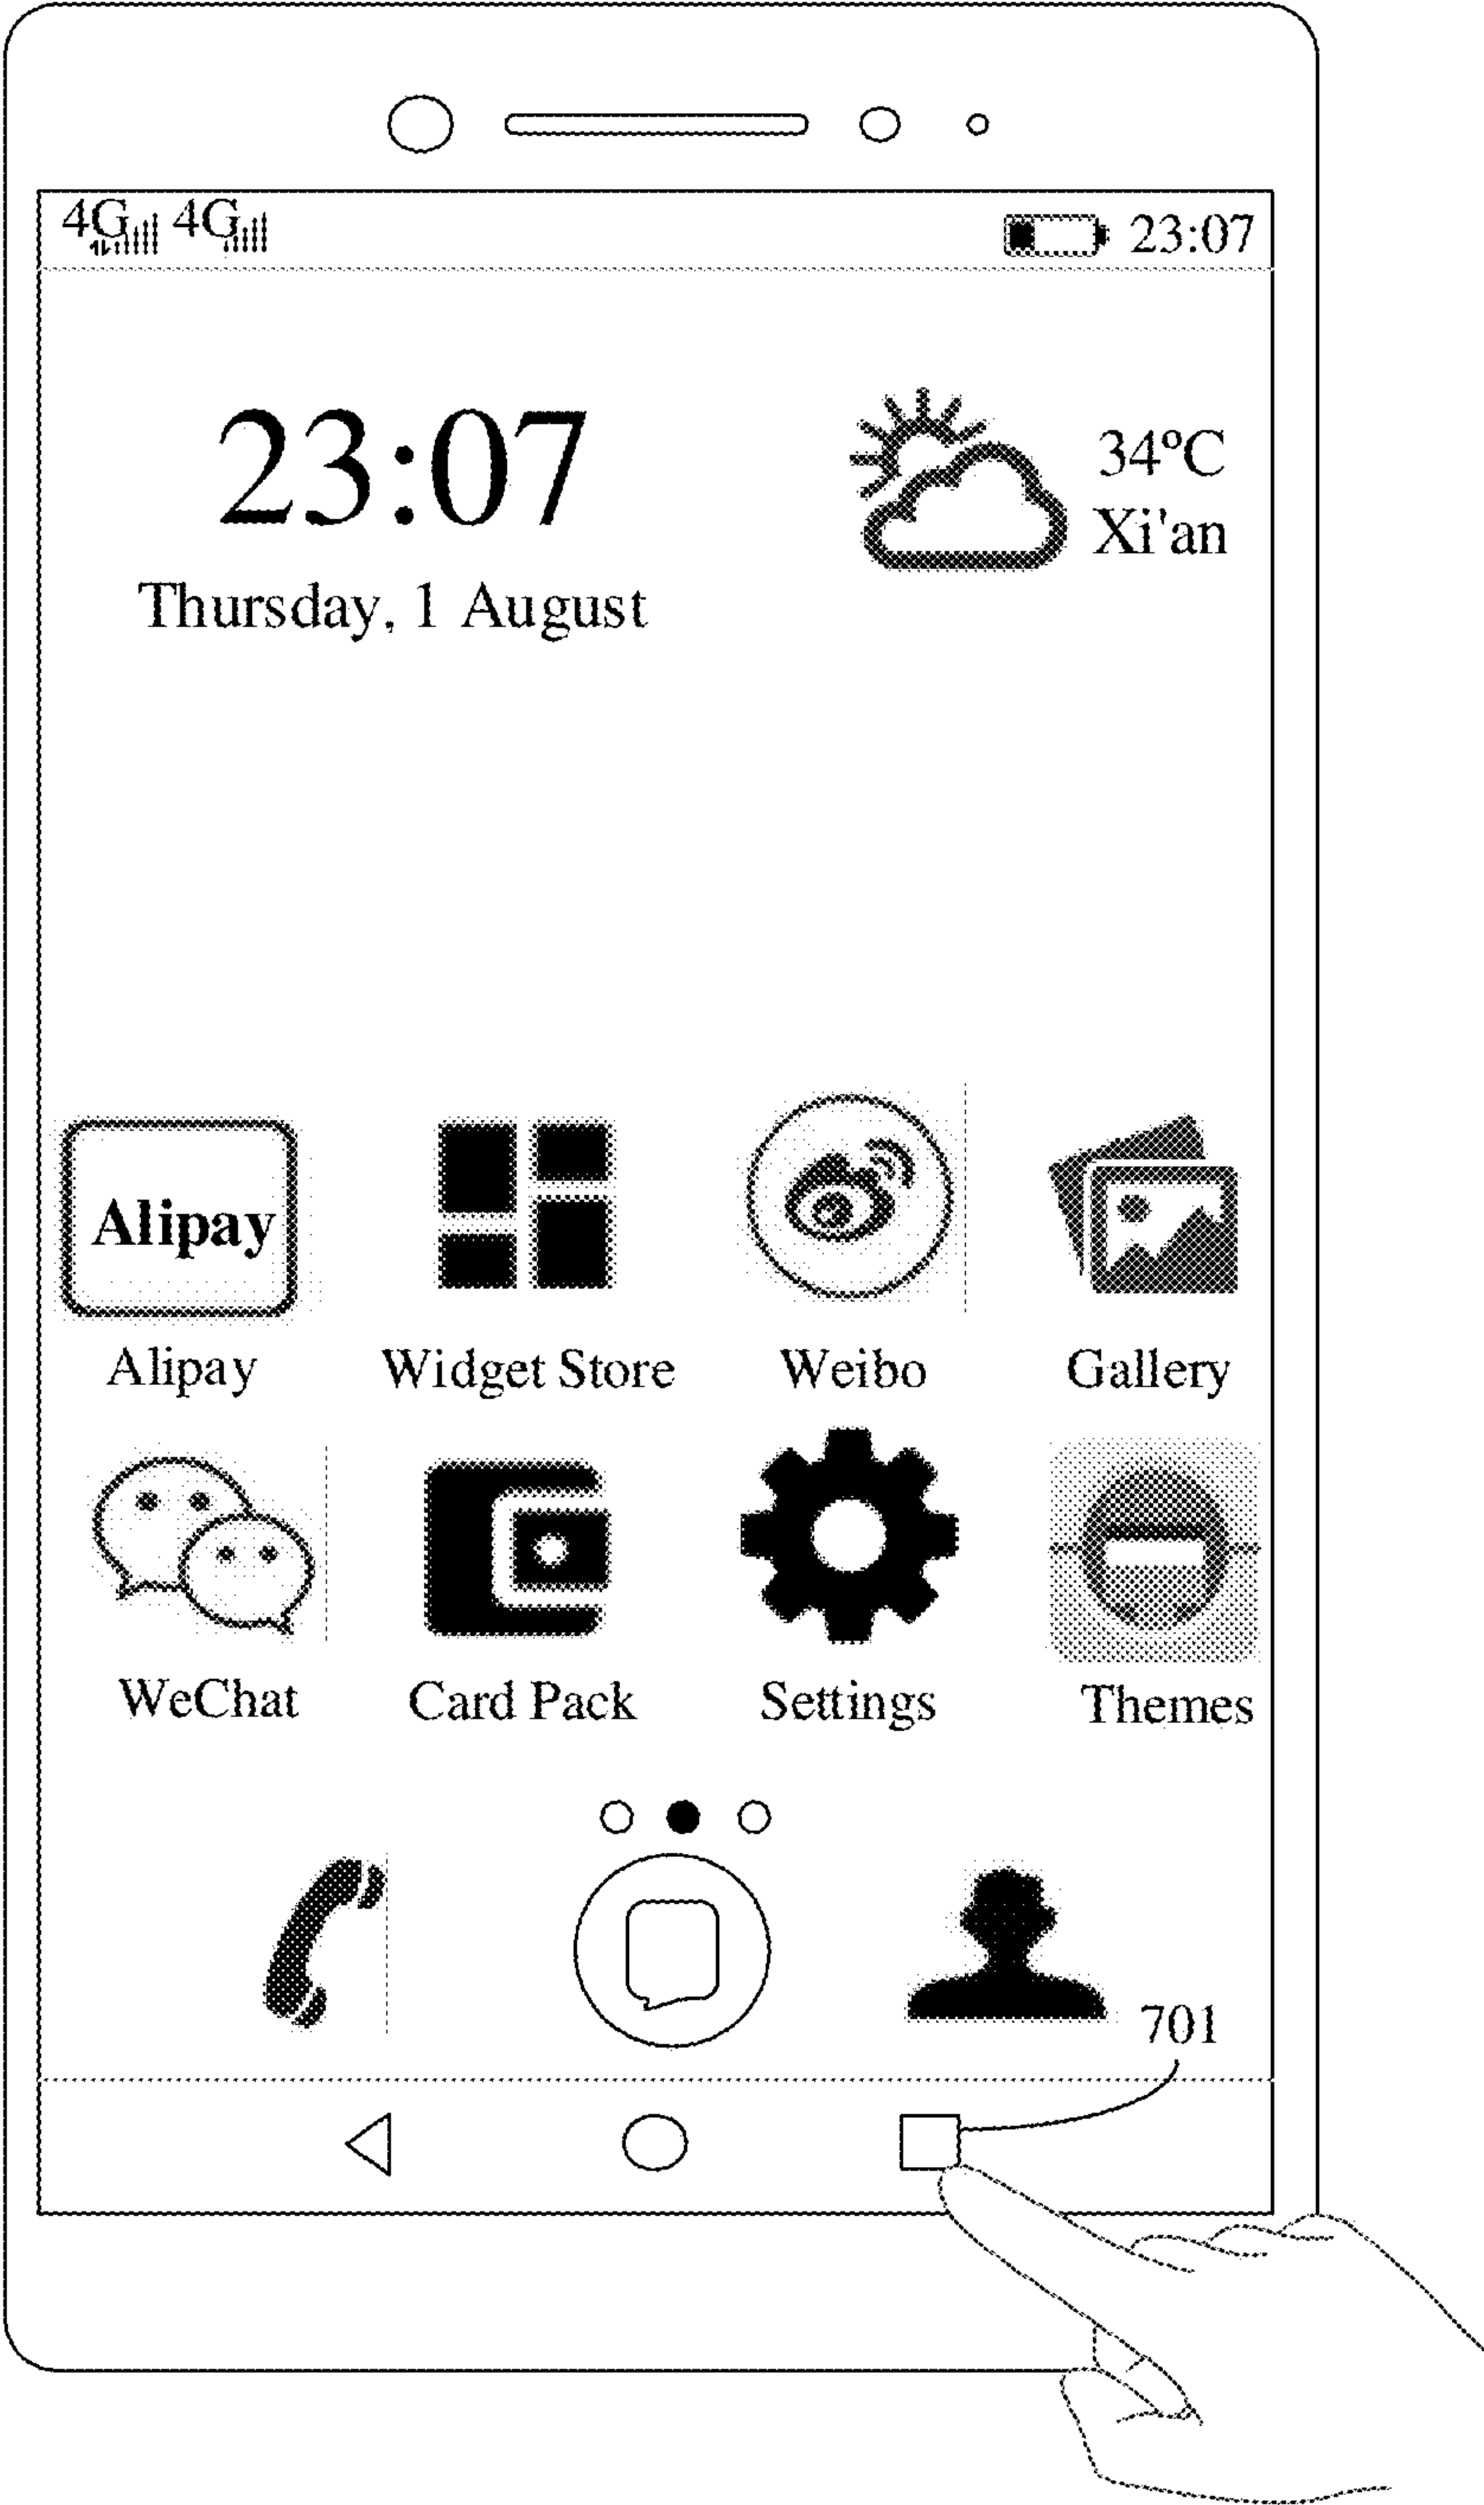 4G 4G 23:07
23:07
34ºC
Xi'an
Thursday, 1 August
Alipay
Alipay Widget Store Weibo Gallery
WeChat Card Pack Settings Themes
701